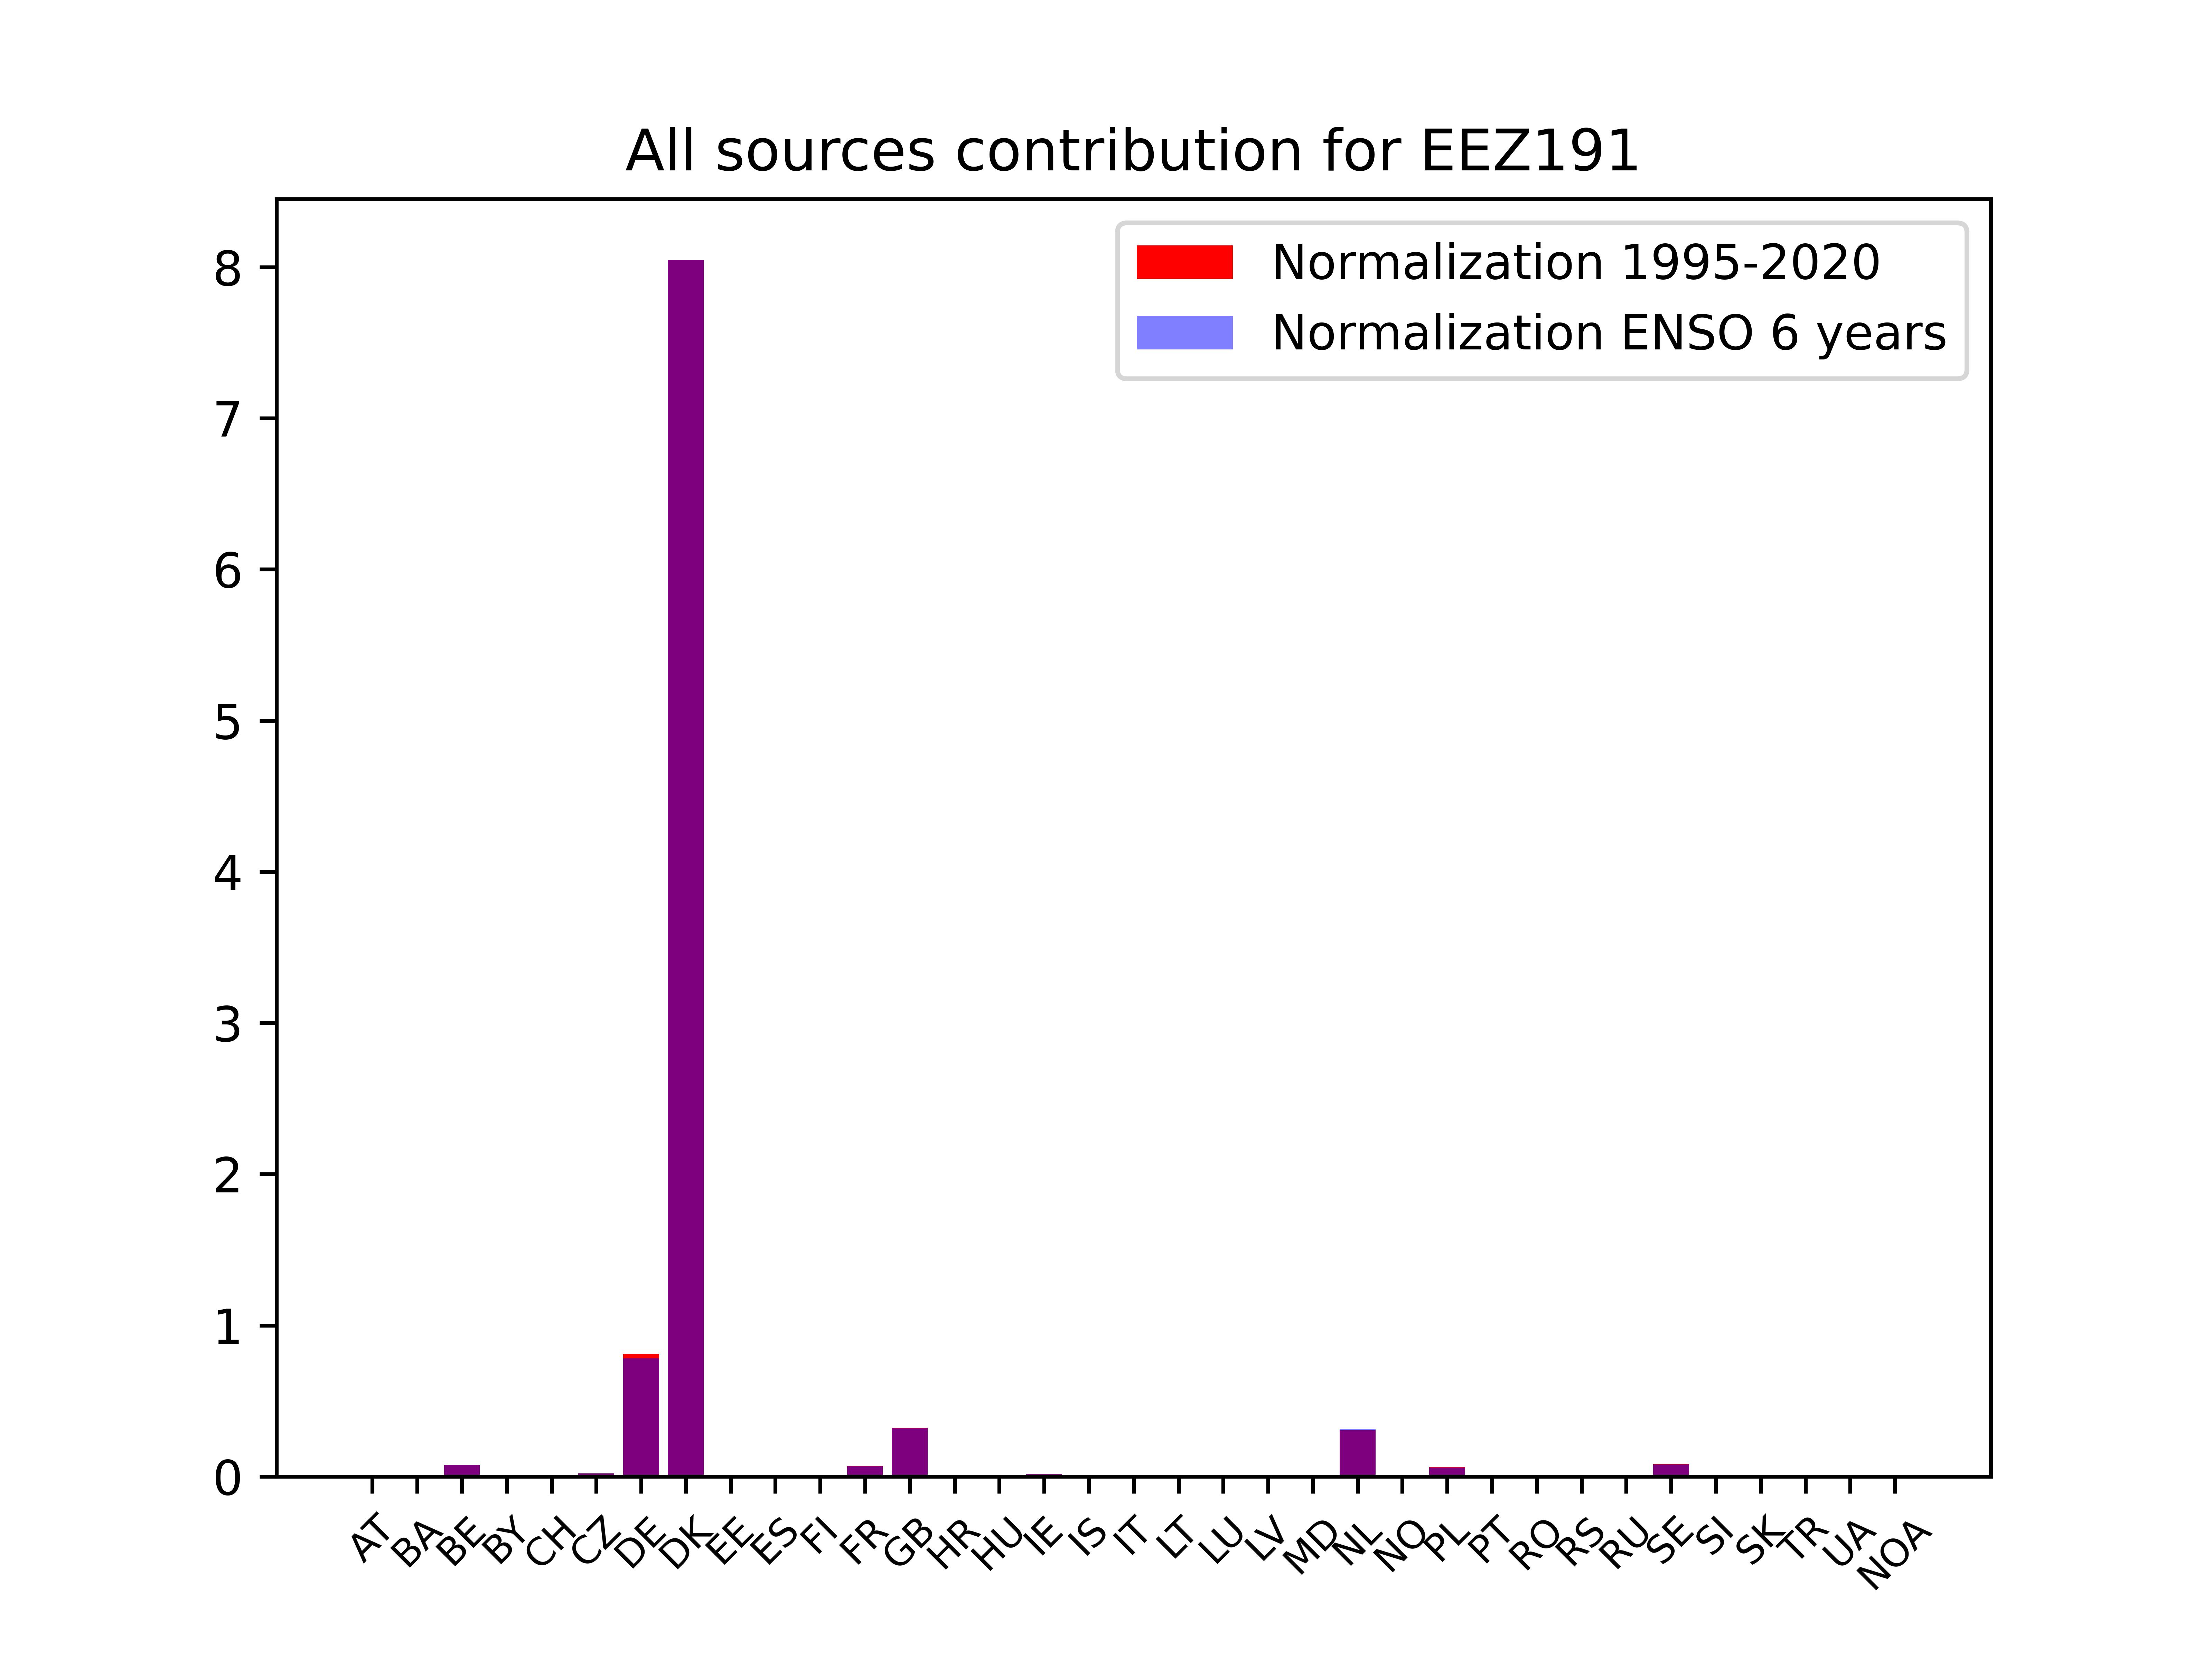 All sources contribution for EEZ191
Normalization 1995-2020
Normalization ENSO 6 years
8
7
6
5
4
3
2
1
0
AT BA BE BY CH CZ DE DK EE ES FI FR GB HR HU IE IS IT LT LU LV MD NL NO PL PT RO RS RU SE SI SK TR UA NOA